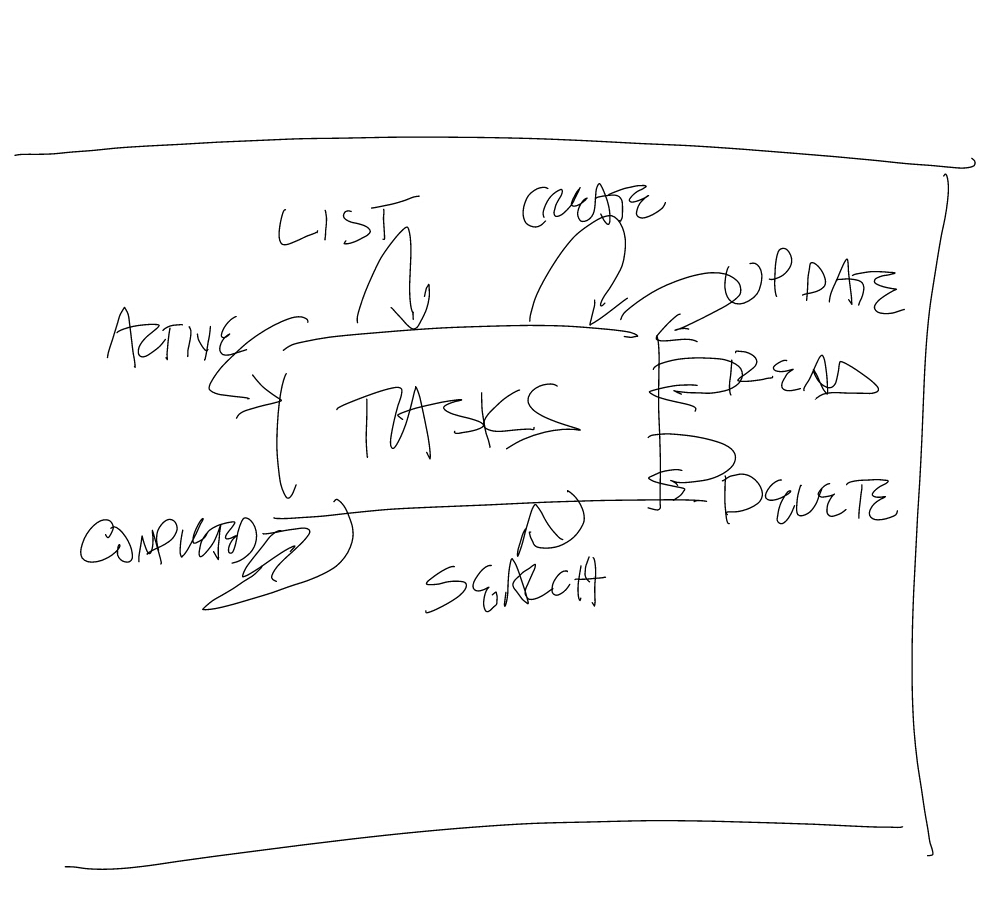 LIST
CREATE
UPDATE
ACTIVE
READ
TASKS
DELETE
COMPLETED
SEARCH